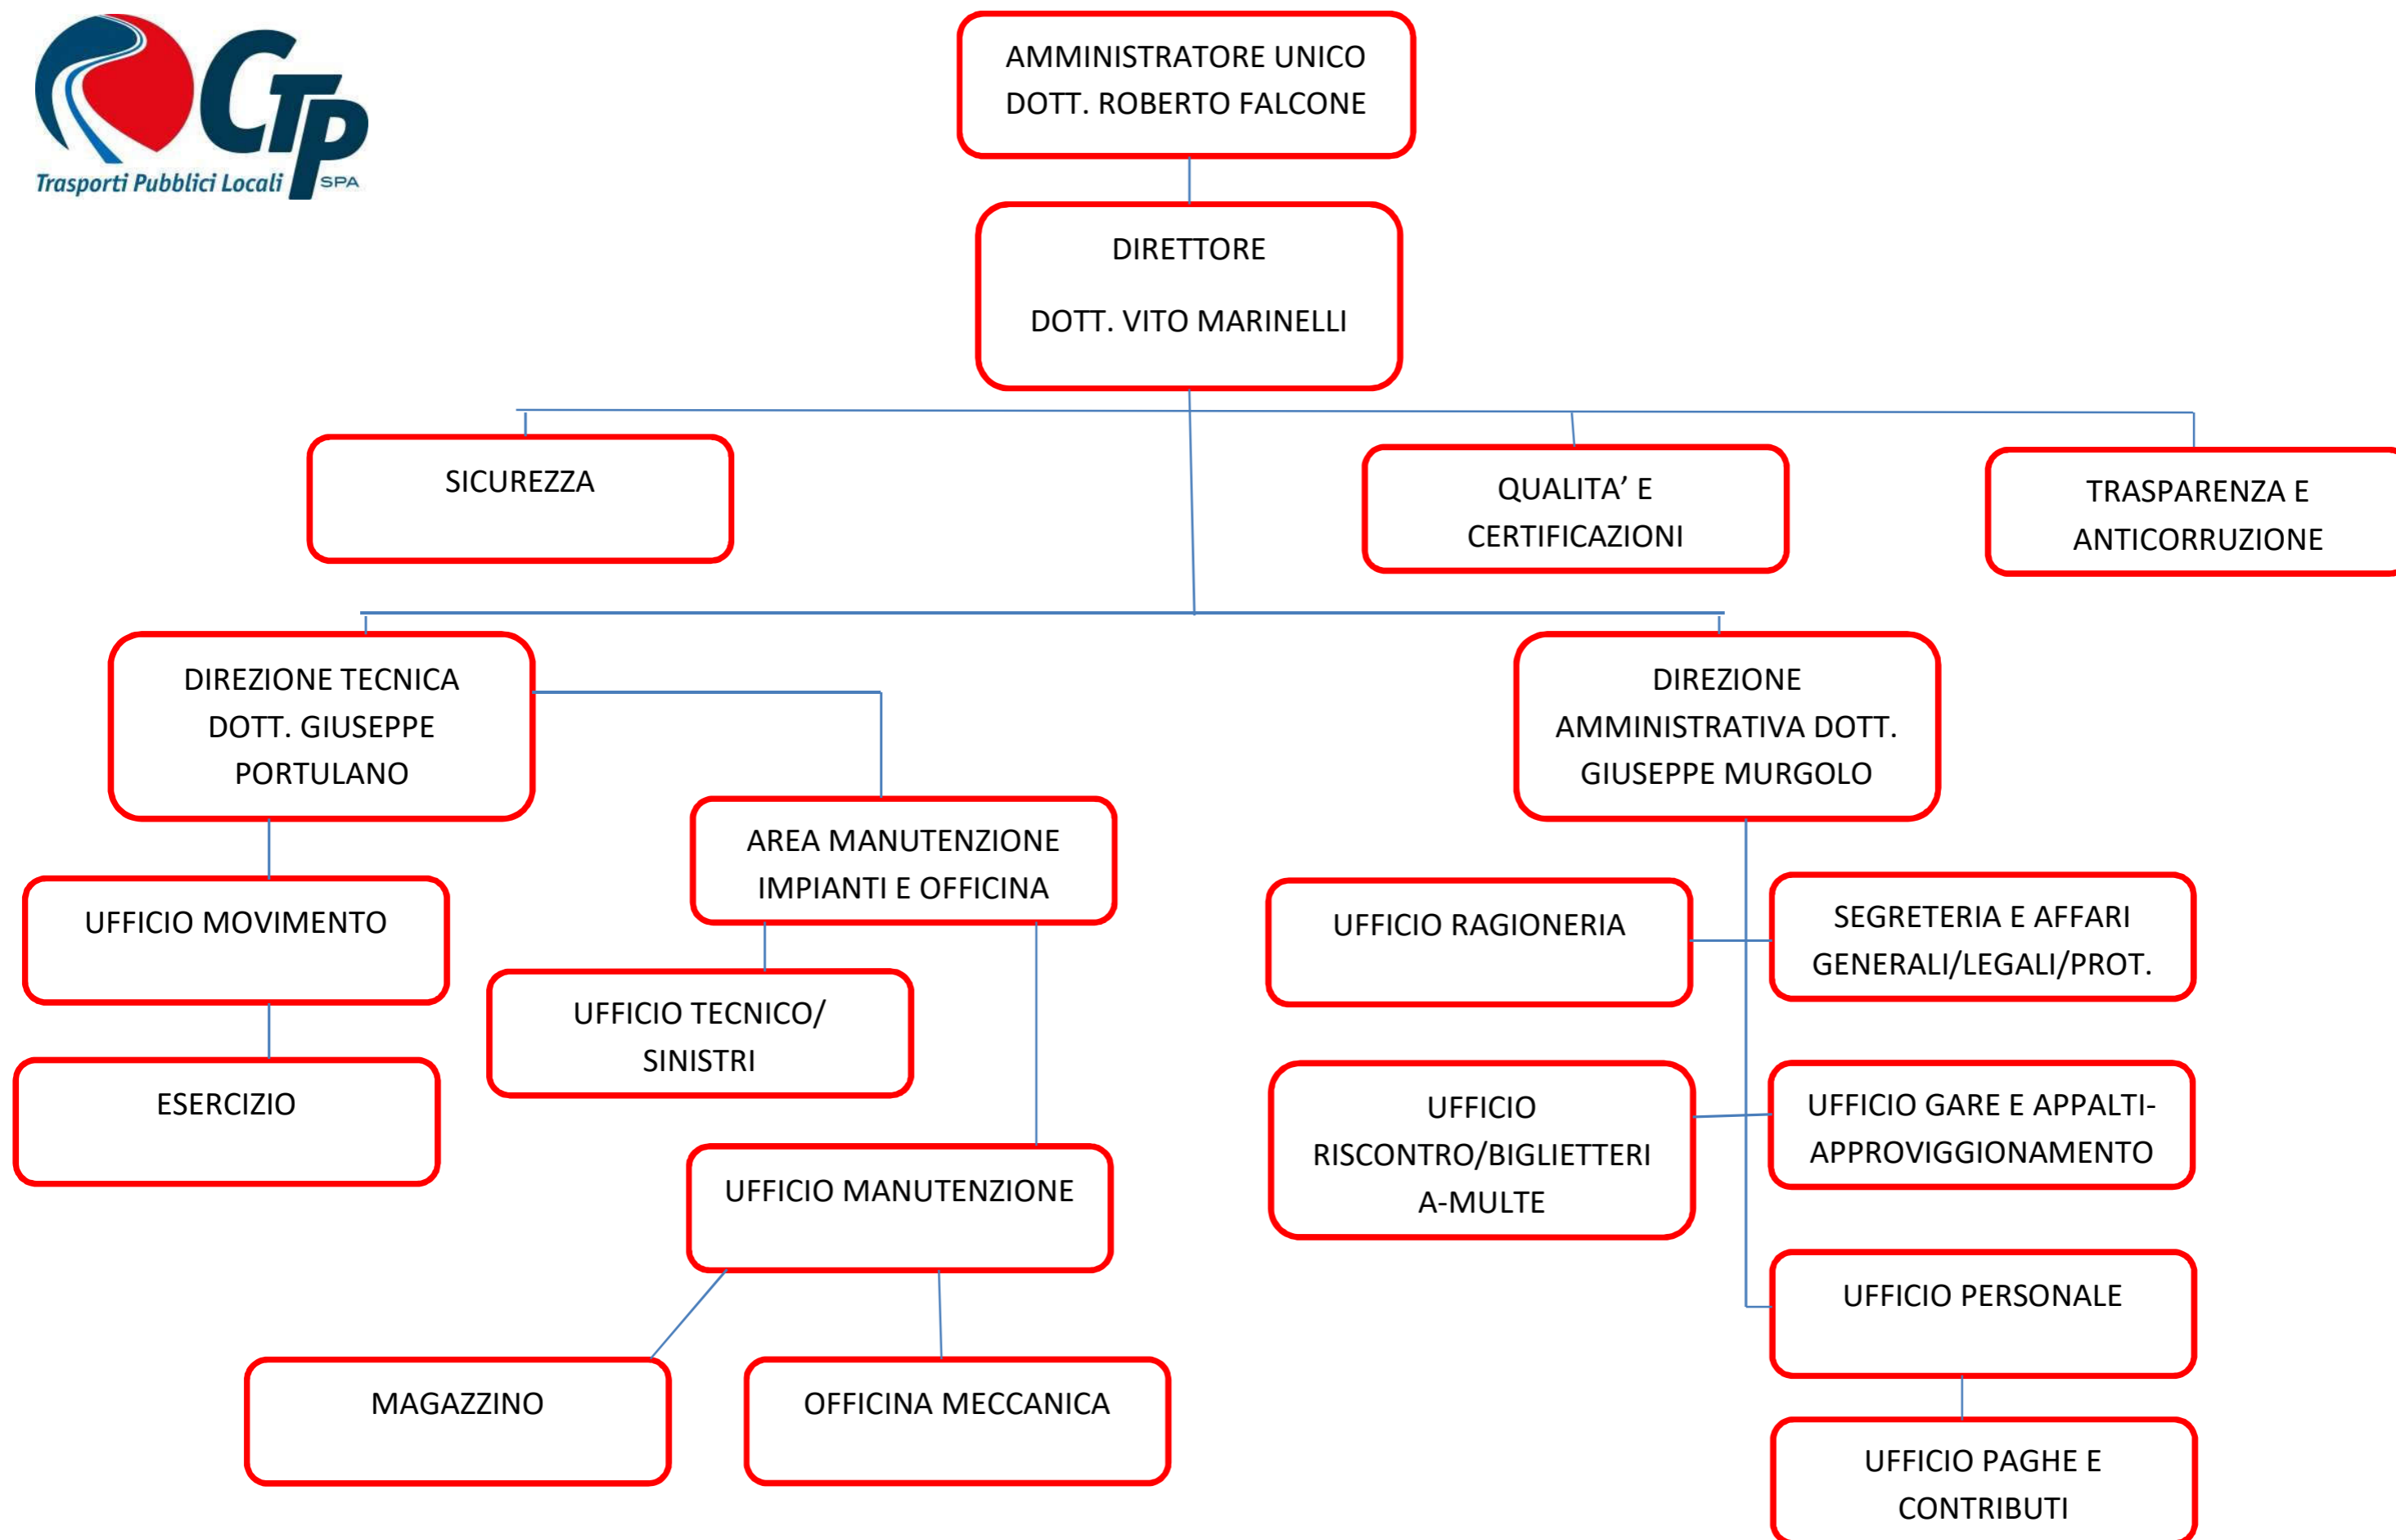 CTP
Trasporti Pubblici Locali SPA
AMMINISTRATORE UNICO
DOTT. ROBERTO FALCONE
DIRETTORE
DOTT. VITO MARINELLI
SICUREZZA
QUALITA’ E
CERTIFICAZIONI
TRASPARENZA E
ANTICORRUZIONE
DIREZIONE TECNICA
DOTT. GIUSEPPE
PORTULANO
DIREZIONE
AMMINISTRATIVA DOTT.
GIUSEPPE MURGOLO
AREA MANUTENZIONE
IMPIANTI E OFFICINA
UFFICIO MOVIMENTO
UFFICIO RAGIONERIA
SEGRETERIA E AFFARI
GENERALI/LEGALI/PROT.
UFFICIO TECNICO/
SINISTRI
ESERCIZIO
UFFICIO
RISCONTRO/BIGLIETTERI
A-MULTE
UFFICIO GARE E APPALTI-
APPROVIGGIONAMENTO
UFFICIO MANUTENZIONE
UFFICIO PERSONALE
MAGAZZINO
OFFICINA MECCANICA
UFFICIO PAGHE E
CONTRIBUTI